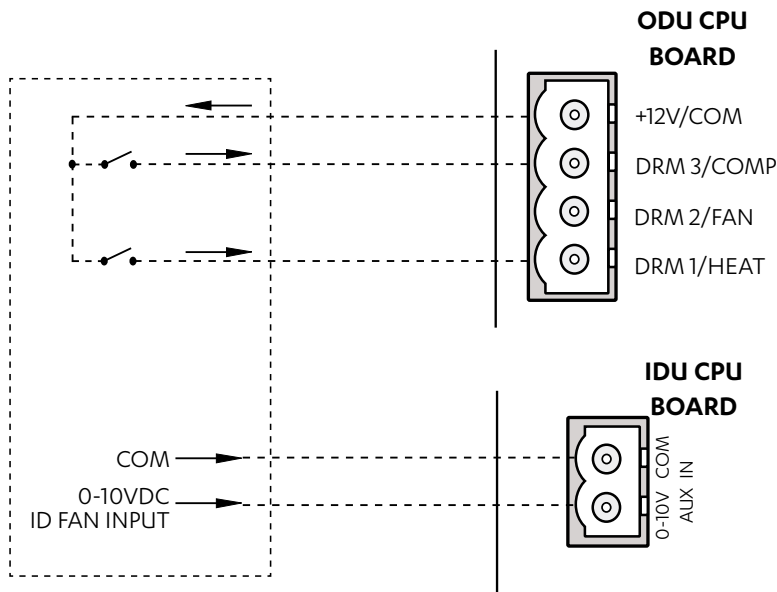 ODU CPU
BOARD
+12V/COM
DRM 3/COMP
DRM 2/FAN
DRM 1/HEAT
IDU CPU
BOARD
COM
0-10VDC
ID FAN INPUT
0-10V COM
AUX IN